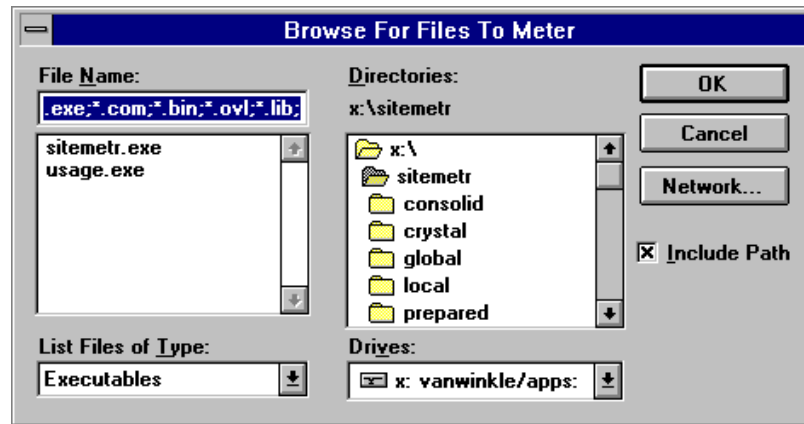 Browse For Files To Meter
File Name:
.exe;*.com;*.bin;*.ovl;*.lib;
sitemetr.exe
usage.exe
List Files of Type:
Executables
Directories:
x:\sitemetr
x:\
sitemetr
consolid
crystal
global
local
prepared
Drives:
x: vanwinkle/apps:
OK
Cancel
Network...
Include Path